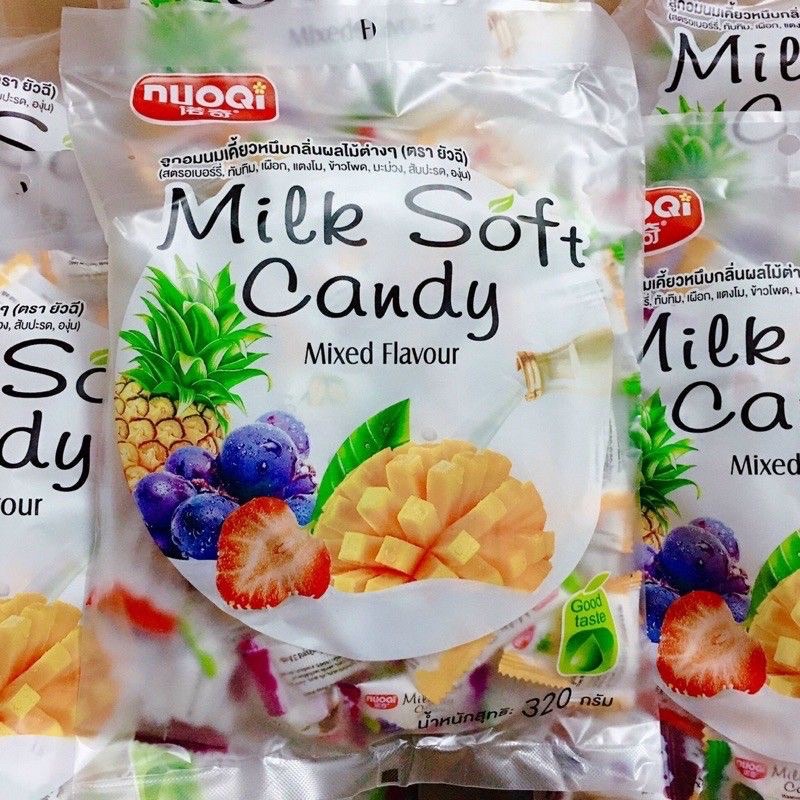 nuoQi
诺奇®
ลูกอมนมเคี้ยวหนึบกลิ่นผลไม้ต่างๆ (ตรา ยัวฉี)
(สตรอเบอร์รี่, ทับทิม, เผือก, แตงโม, ข้าวโพด, มะม่วง, สับปะรด, องุ่น)
Milk Soft
Candy
Mixed Flavour
Good
taste
nuoQi
น้ำหนักสุทธิ: 320 กรัม